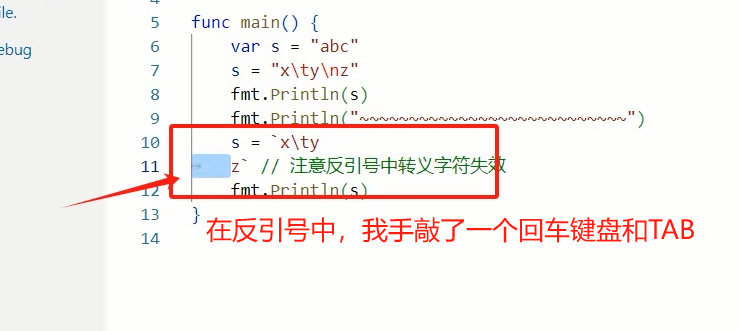 ile.
ebug
5 func main() {
6 var s = "abc"
7 s = "x\ty\nz"
8 fmt.Println(s)
9 fmt.Println("~~~~~~~~~~~~~~~~~~~~~~~~~~")
10 s = `x\ty
11 → z` // 注意反引号中转义字符失效
12 fmt.Println(s)
13 }
在反引号中，我手敲了一个回车键盘和TAB
14